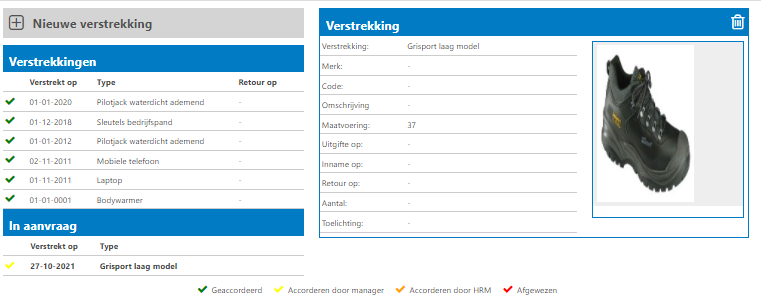 Nieuwe verstrekking
Verstrekkingen
Verstrekt op Type Retour op
01-01-2020 Pilotjack waterdicht ademend -
01-12-2018 Sleutels bedrijfspand -
01-01-2012 Pilotjack waterdicht ademend -
02-11-2011 Mobiele telefoon -
01-11-2011 Laptop -
01-01-0001 Bodywarmer -
In aanvraag
Verstrekt op Type
27-10-2021 Grisport laag model
Verstrekking
Verstrekking: Grisport laag model
Merk: -
Code: -
Omschrijving -
Maatvoering: 37
Uitgifte op: -
Inname op: -
Retour op: -
Aantal: -
Toelichting: -
Geaccordeerd Accorderen door manager Accorderen door HRM Afgewezen